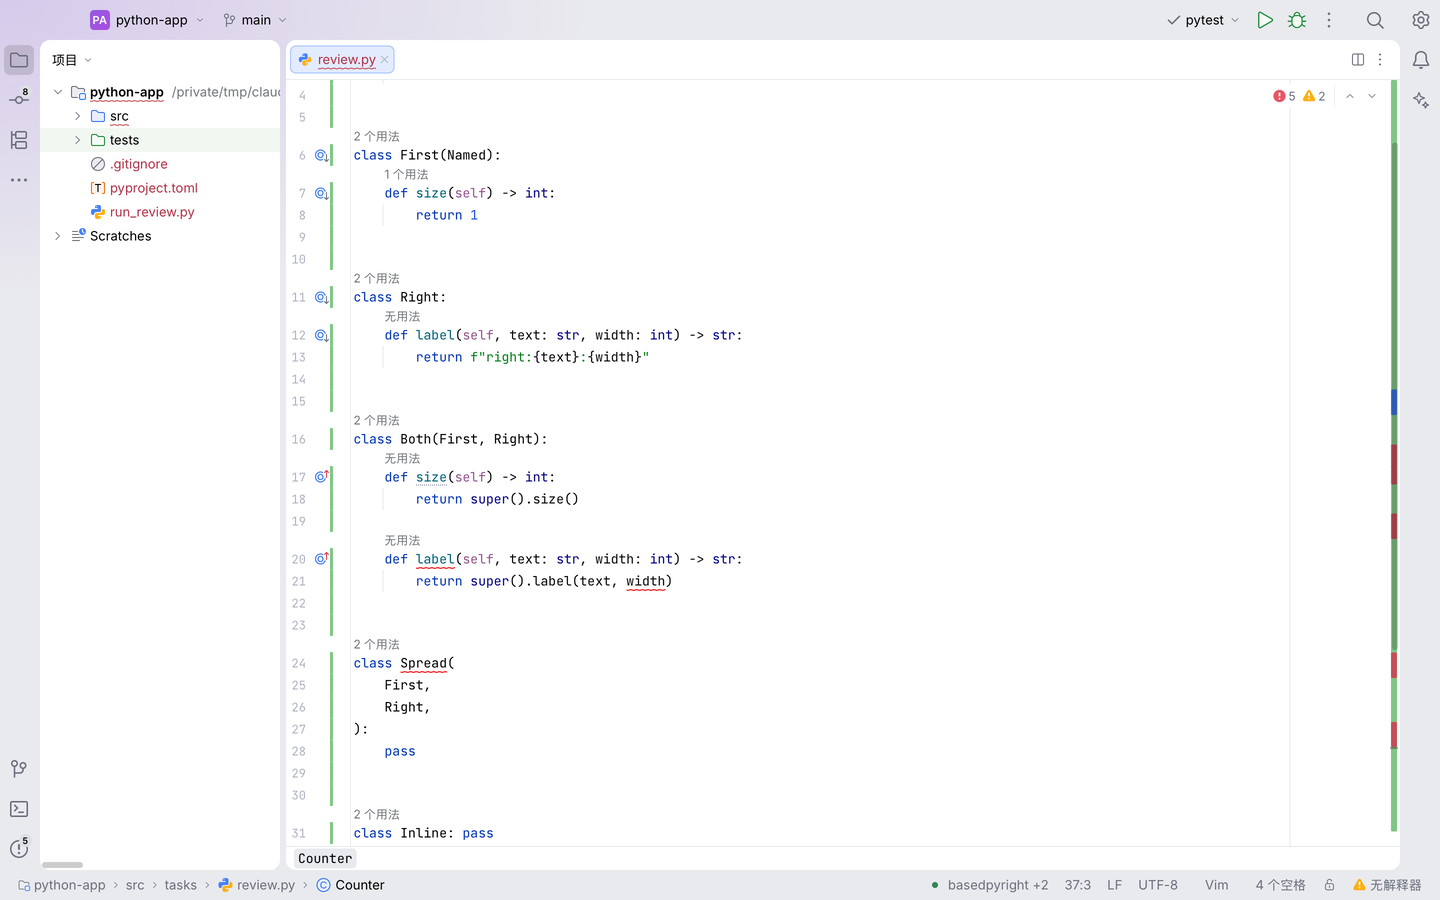 PA python-app main pytest
项目
review.py
python-app /private/tmp/clau
src
tests
.gitignore
pyproject.toml
run_review.py
Scratches
8
5
5 2
4
5
2 个用法
6 class First(Named):
1 个用法
7 def size(self) -> int:
8 return 1
9
10
2 个用法
11 class Right:
无用法
12 def label(self, text: str, width: int) -> str:
13 return f"right:{text}:{width}"
14
15
2 个用法
16 class Both(First, Right):
无用法
17 def size(self) -> int:
18 return super().size()
19
无用法
20 def label(self, text: str, width: int) -> str:
21 return super().label(text, width)
22
23
2 个用法
24 class Spread(
25 First,
26 Right,
27 ):
28 pass
29
30
2 个用法
31 class Inline: pass
Counter
python-app › src › tasks › review.py › Counter
basedpyright +2 37:3 LF UTF-8 Vim 4 个空格 无解释器